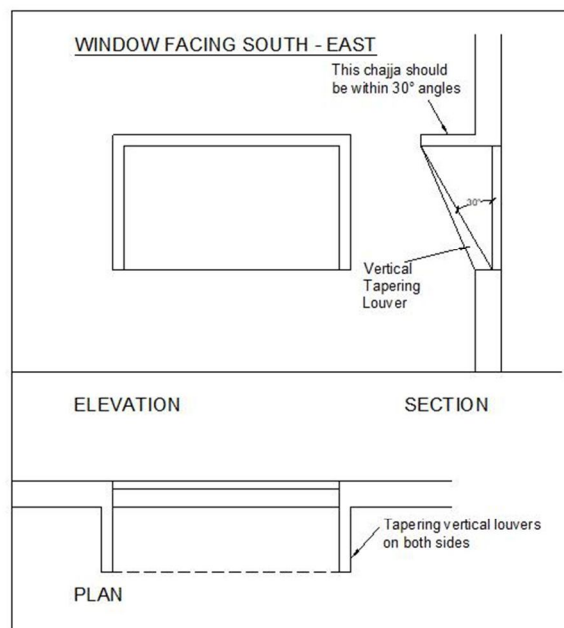 WINDOW FACING SOUTH - EAST
This chajja should
be within 30° angles
30°
Vertical
Tapering
Louver
ELEVATION
SECTION
Tapering vertical louvers
on both sides
PLAN